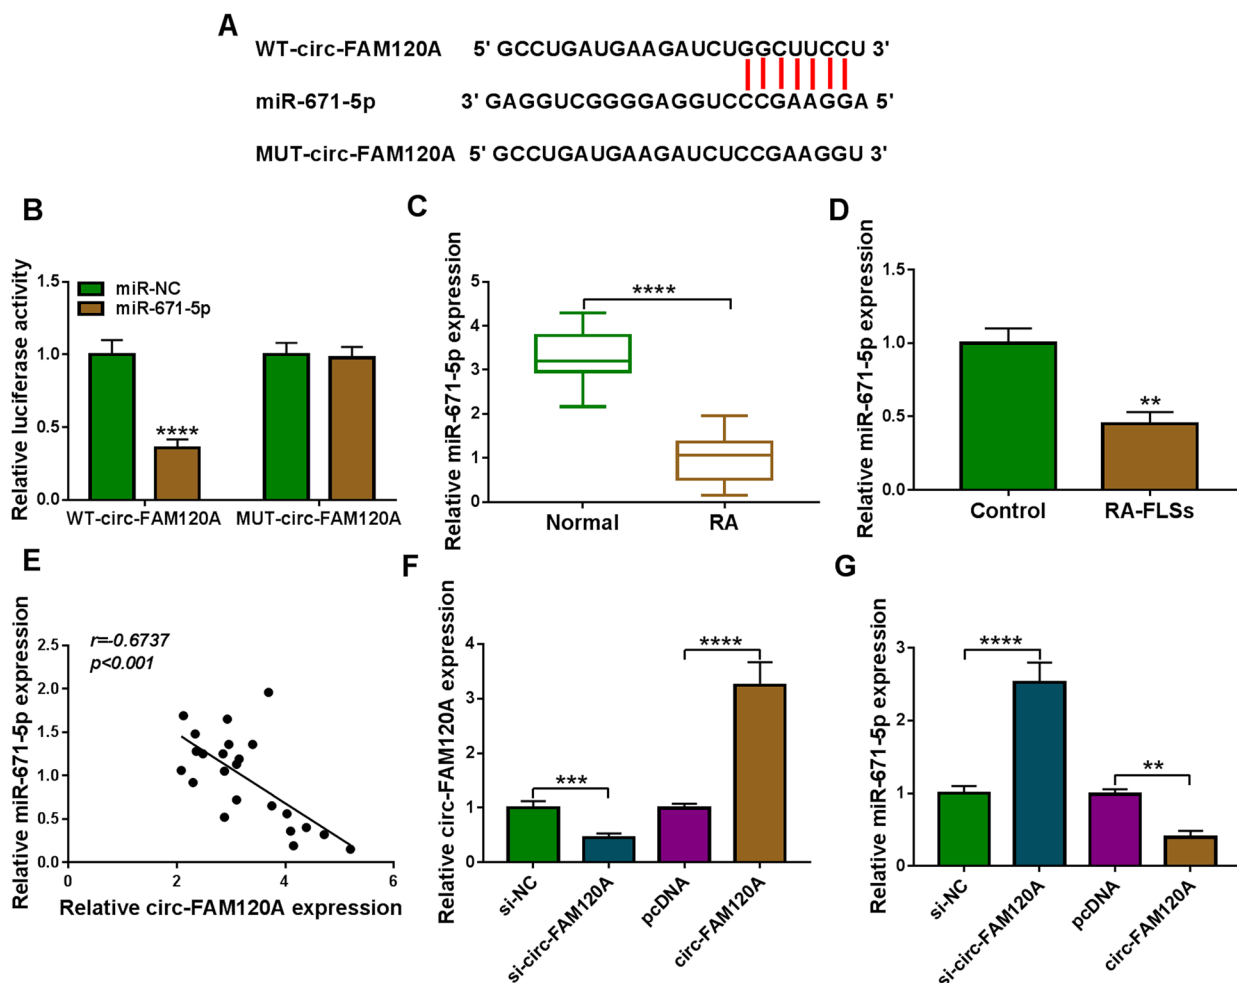 A
WT-circ-FAM120A 5' GCCUGAUGAAGAUCUGGCUUCCU 3'
miR-671-5p 3' GAGGUCGGGGAGGUCCCGAAGGA 5'
MUT-circ-FAM120A 5' GCCUGAUGAAGAUCUCCGAAGGU 3'
B
Relative luciferase activity
1.5
1.0
0.5
0.0
miR-NC
miR-671-5p
****
WT-circ-FAM120A
MUT-circ-FAM120A
C
Relative miR-671-5p expression
5
4
3
2
1
0
****
Normal
RA
D
Relative miR-671-5p expression
1.5
1.0
0.5
0.0
**
Control
RA-FLSs
E
Relative miR-671-5p expression
2.5
2.0
1.5
1.0
0.5
0.0
r=-0.6737
p<0.001
0
2
4
6
Relative circ-FAM120A expression
F
Relative circ-FAM120A expression
4
3
2
1
0
***
****
si-NC
si-circ-FAM120A
pcDNA
circ-FAM120A
G
Relative miR-671-5p expression
3
2
1
0
****
**
si-NC
si-circ-FAM120A
pcDNA
circ-FAM120A